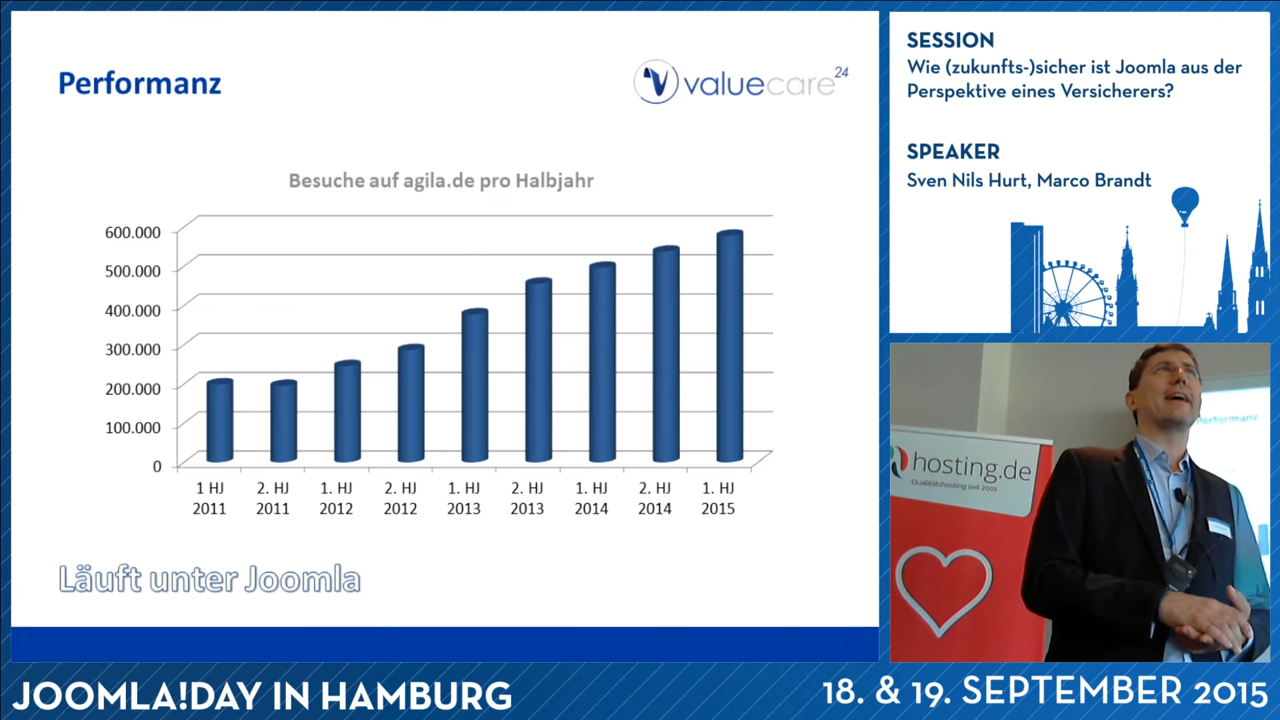 Performanz
valuecare24
Besuche auf agila.de pro Halbjahr
600.000
500.000
400.000
300.000
200.000
100.000
0
1 HJ 2011
2. HJ 2011
1. HJ 2012
2. HJ 2012
1. HJ 2013
2. HJ 2013
1. HJ 2014
2. HJ 2014
1. HJ 2015
Läuft unter Joomla
SESSION
Wie (zukunfts-)sicher ist Joomla aus der
Perspektive eines Versicherers?
SPEAKER
Sven Nils Hurt, Marco Brandt
Performanz
hosting.de
Qualitätshosting seit 2001
JOOMLA!DAY IN HAMBURG
18. & 19. SEPTEMBER 2015